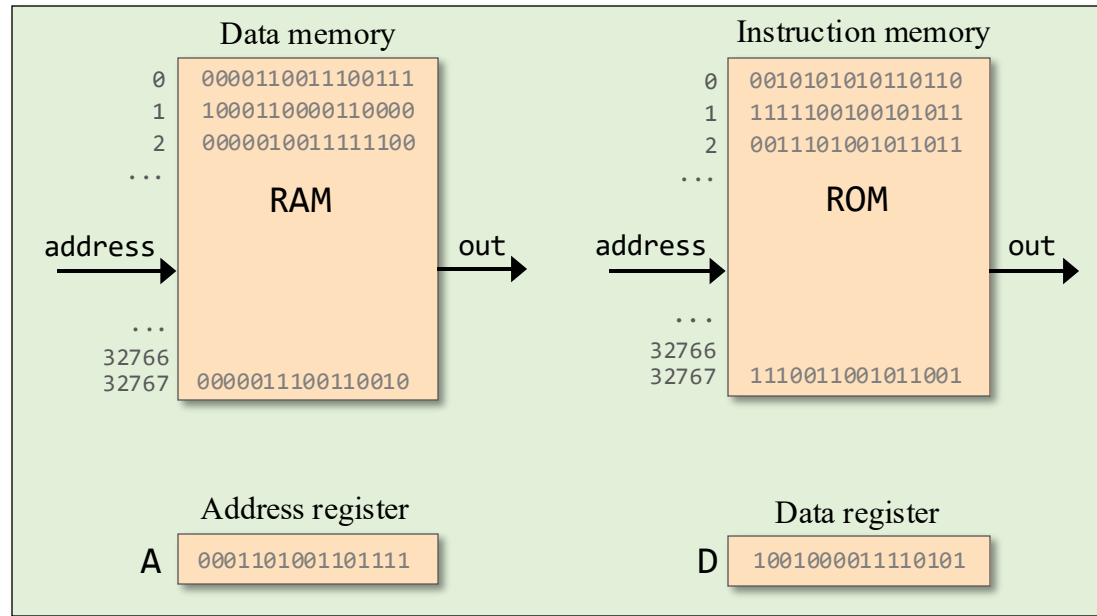 Data memory
0 0000110011100111
1 1000110000110000
2 0000010011111100
...
RAM
address
out
...
32766
32767 0000011100110010
Instruction memory
0 0010101010110110
1 1111100100101011
2 0011101001011011
...
ROM
address
out
...
32766
32767 1110011001011001
Address register
A 0001101001101111
Data register
D 1001000011110101